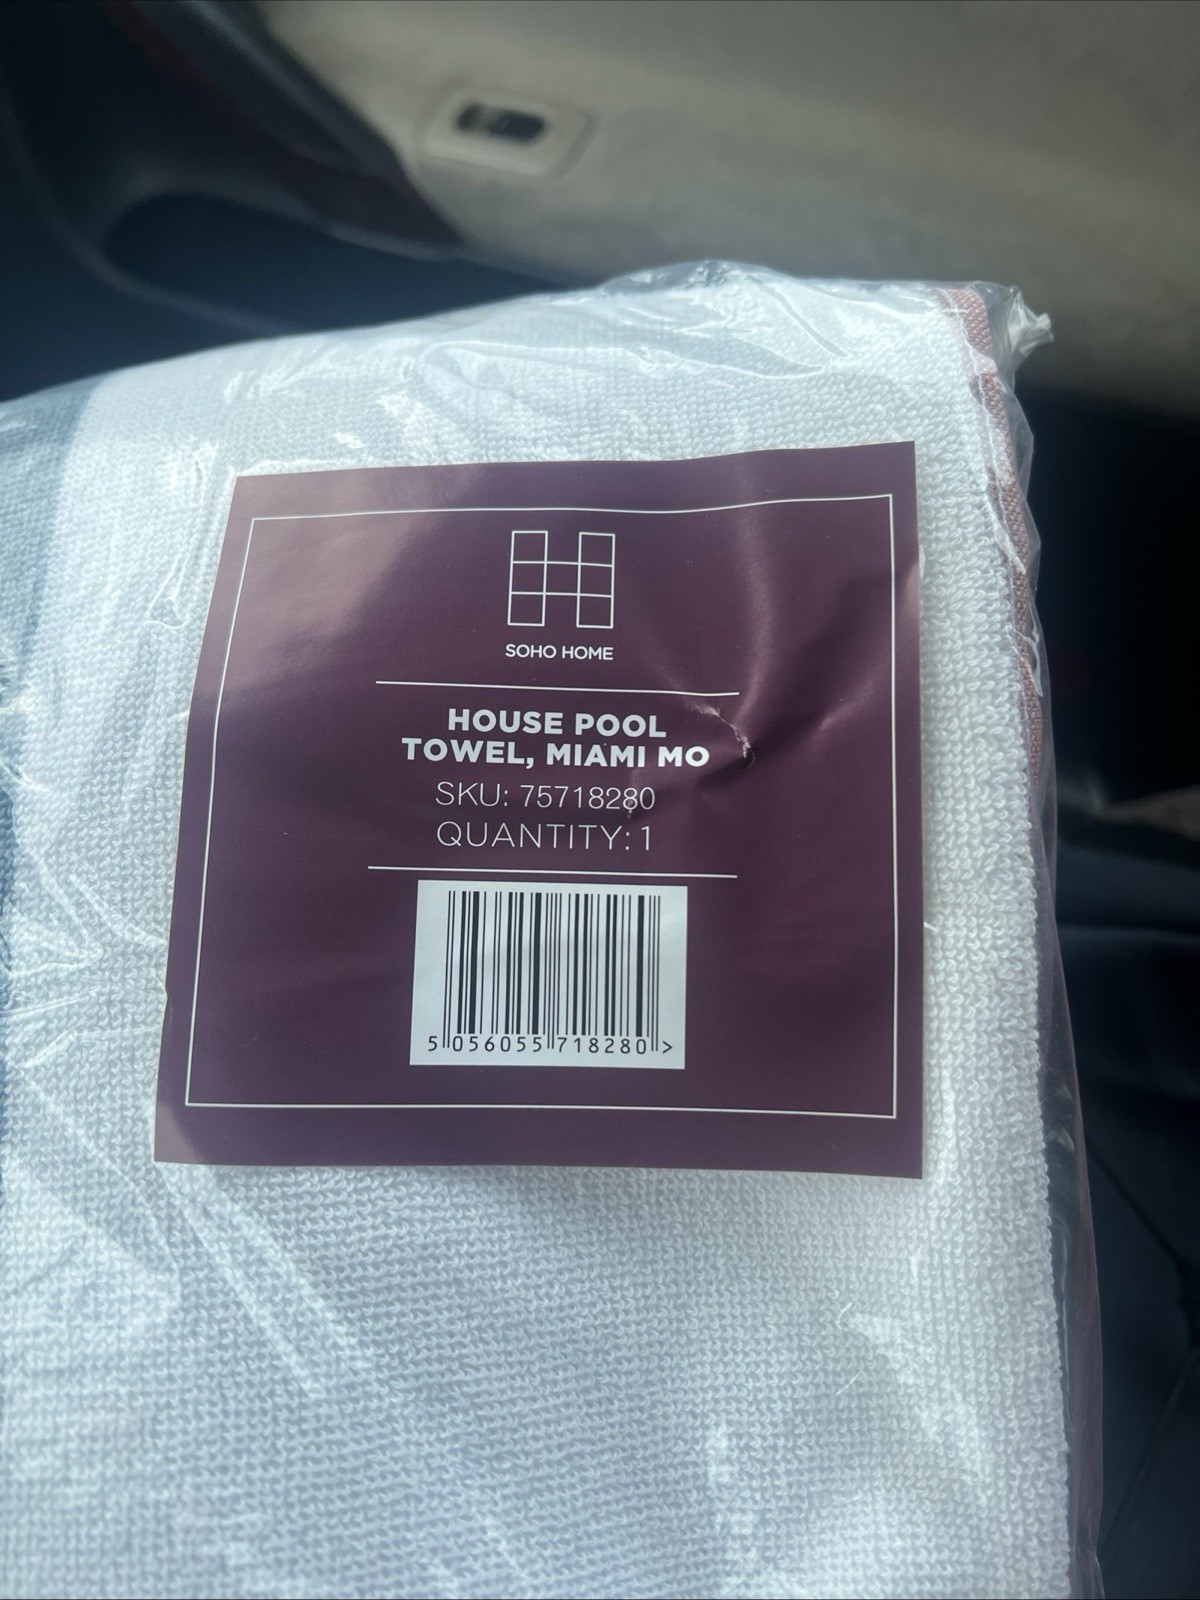 SOHO HOME
HOUSE POOL
TOWEL, MIAMI MO
SKU: 75718280
QUANTITY: 1
5 056055 718280 >